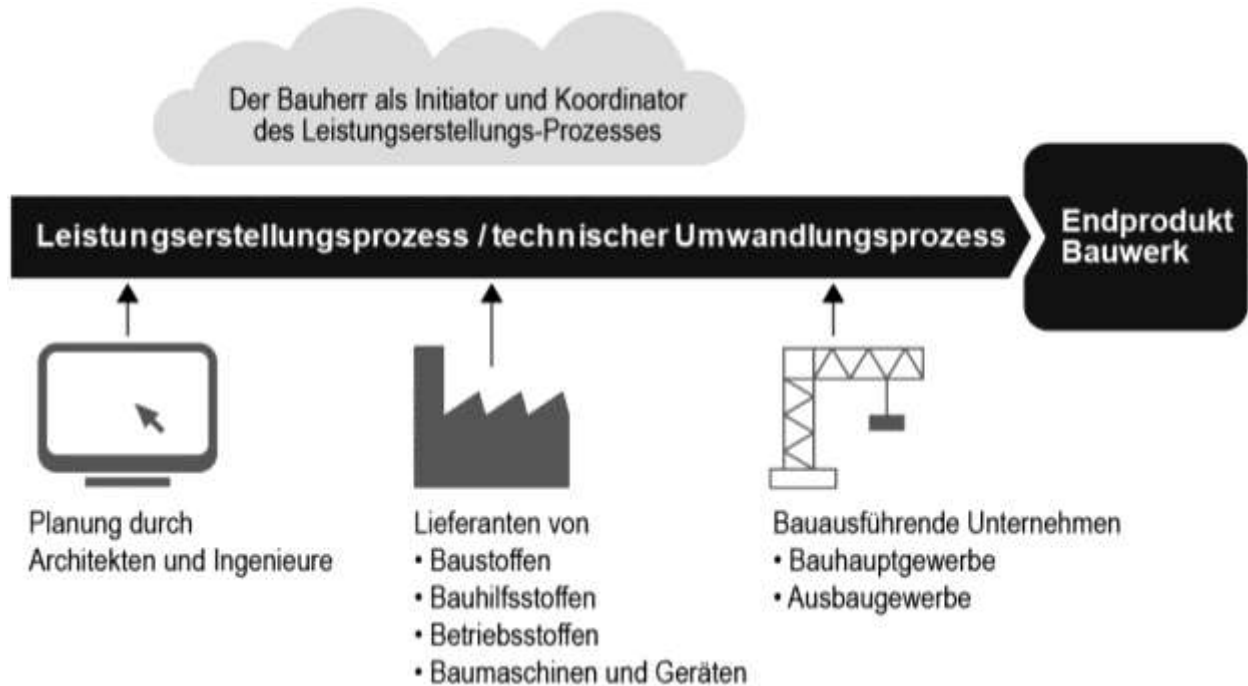 Der Bauherr als Initiator und Koordinator
des Leistungserstellungs-Prozesses
Leistungserstellungsprozess / technischer Umwandlungsprozess
Endprodukt
Bauwerk
Planung durch
Architekten und Ingenieure
Lieferanten von
• Baustoffen
• Bauhilfsstoffen
• Betriebsstoffen
• Baumaschinen und Geräten
Bauausführende Unternehmen
• Bauhauptgewerbe
• Ausbaugewerbe